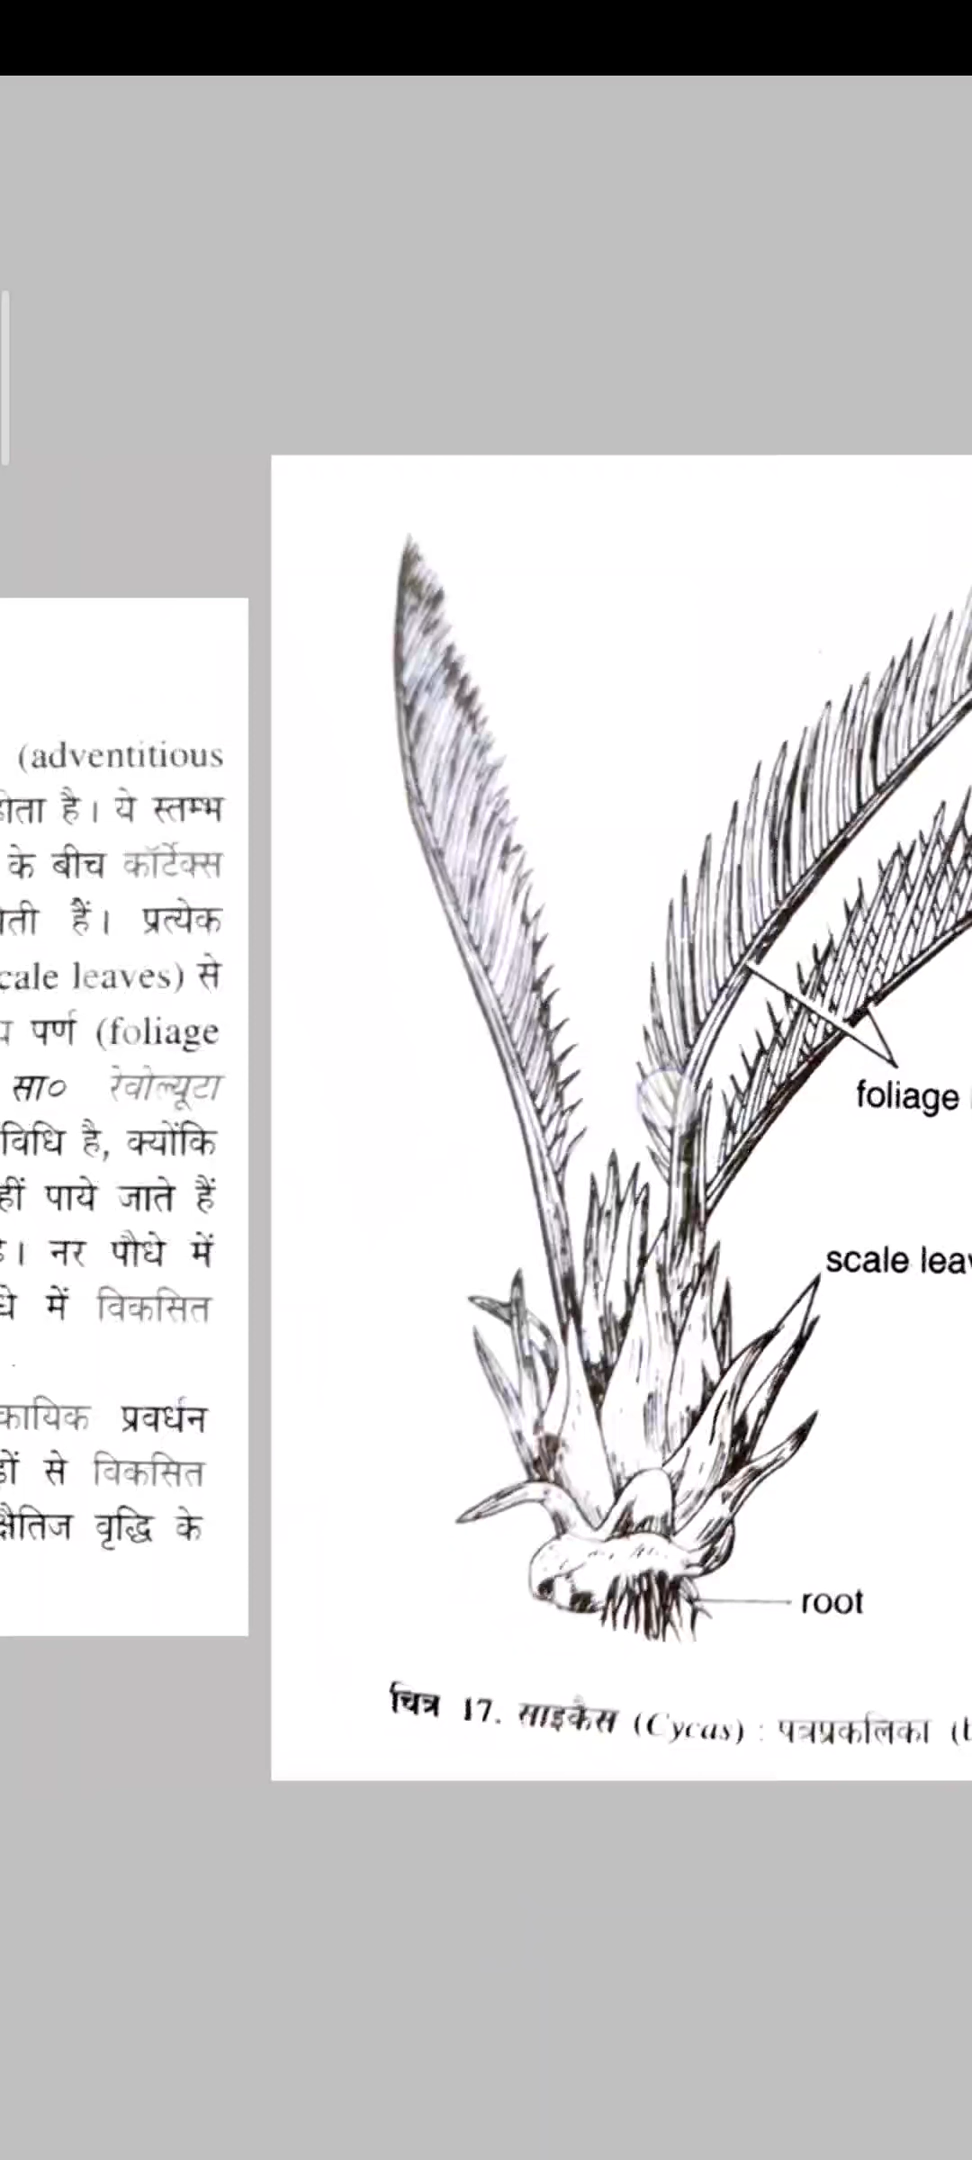 (adventitious
होता है। ये स्तम्भ
के बीच कॉर्टेक्स
होती हैं। प्रत्येक
cale leaves) से
पर्ण (foliage
सा० रेवोल्यूटा
विधि है, क्योंकि
हीं पाये जाते हैं
। नर पौधे में
धे में विकसित
कायिक प्रवर्धन
ड़ों से विकसित
क्षैतिज वृद्धि के
foliage
scale leav
root
चित्र 17. साइकैस (Cycas) : पत्रप्रकलिका (b